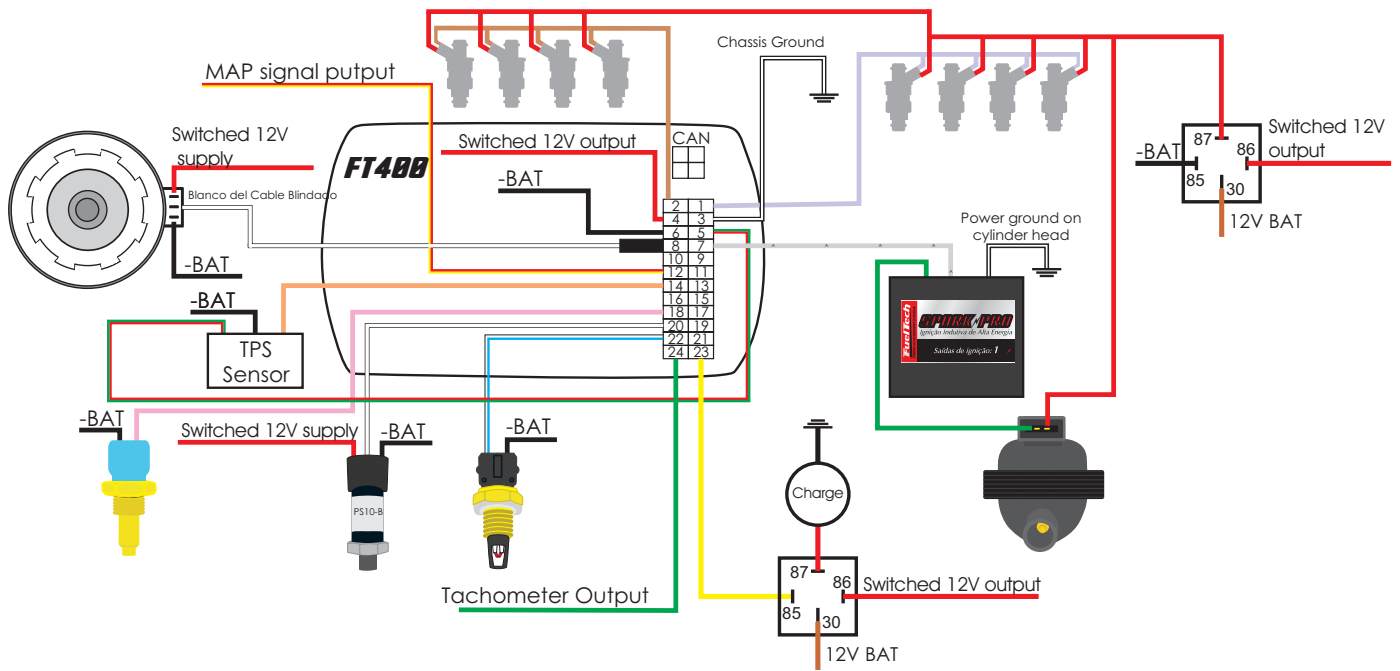 Chassis Ground
MAP signal putput
Switched 12V
supply
Switched 12V output
CAN
FT400
-BAT
Blanco del Cable Blindado
-BAT
2 1
4 3
6 5
8 7
10 9
12 11
14 13
16 15
18 17
20 19
22 21
24 23
Power ground on
cylinder head
87
86
85
30
-BAT
Switched 12V
output
12V BAT
-BAT
TPS
Sensor
FuelTech
SPARK PRO
Ignição Indutiva de Alta Energia
Saídas de ignição: 1
-BAT
Switched 12V supply
-BAT
-BAT
PS10-B
Charge
Tachometer Output
87
86
85
30
Switched 12V output
12V BAT